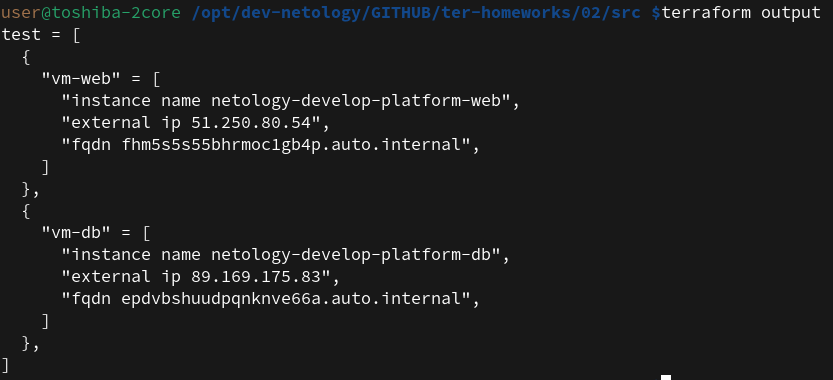 user@toshiba-2core /opt/dev-netology/GITHUB/ter-homeworks/02/src $terraform output
test = [
  {
    "vm-web" = [
      "instance name netology-develop-platform-web",
      "external ip 51.250.80.54",
      "fqdn fhm5s5s55bhrmoc1gb4p.auto.internal",
    ]
  },
  {
    "vm-db" = [
      "instance name netology-develop-platform-db",
      "external ip 89.169.175.83",
      "fqdn epdvbshuudpqnknve66a.auto.internal",
    ]
  },
]